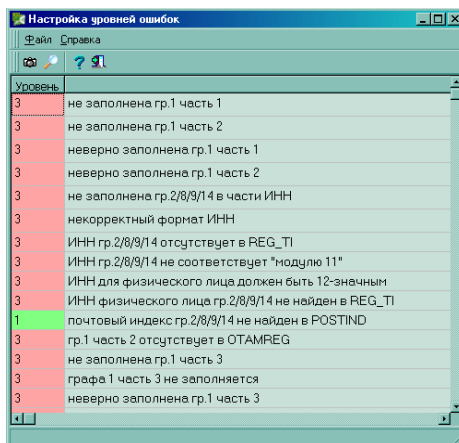 Настройка уровней ошибок
Файл Справка
Уровень
3 не заполнена гр.1 часть 1
3 не заполнена гр.1 часть 2
3 неверно заполнена гр.1 часть 1
3 неверно заполнена гр.1 часть 2
3 не заполнена гр.2/8/9/14 в части ИНН
3 некорректный формат ИНН
3 ИНН гр.2/8/9/14 отсутствует в REG_TI
3 ИНН гр.2/8/9/14 не соответствует "модулю 11"
3 ИНН для физического лица должен быть 12-значным
3 ИНН физического лица гр.2/8/9/14 не найден в REG_TI
1 почтовый индекс гр.2/8/9/14 не найден в POSTIND
3 гр.1 часть 2 отсутствует в OTAMREG
3 не заполнена гр.1 часть 3
3 графа 1 часть 3 не заполняется
3 неверно заполнена гр.1 часть 3